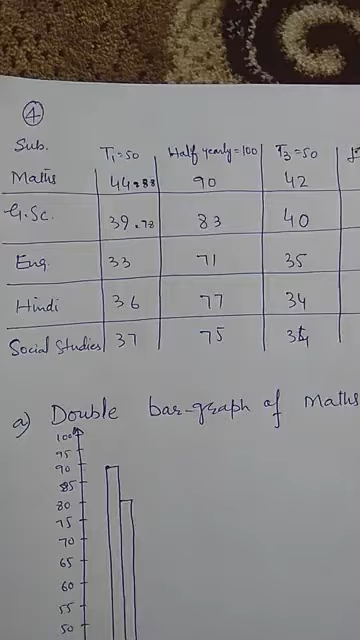 4
Sub. T1=50 Half yearly=100 T3=50
Maths 44.88 90 42
G.Sc. 39.78 83 40
Eng. 33 71 35
Hindi 36 77 34
Social Studies 37 75
a) Double bar-graph of Maths
100
95
90
85
80
75
70
65
60
55
50